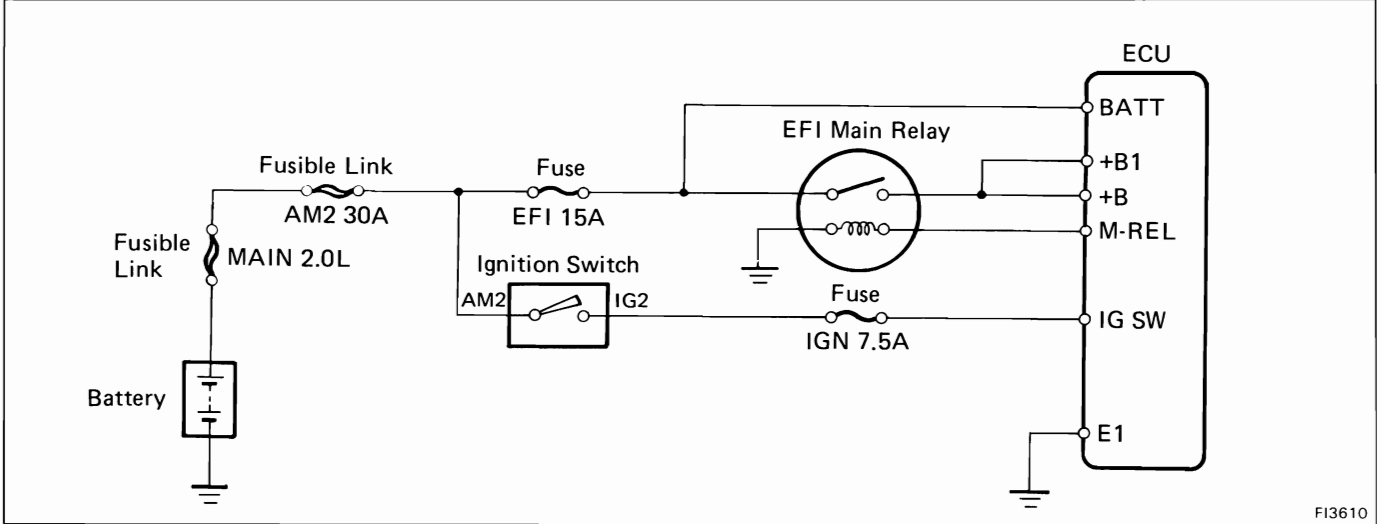 ECU
BATT
EFI Main Relay
+B1
Fusible Link
Fuse
+B
AM2 30A
EFI 15A
M-REL
Fusible
Link
MAIN 2.0L
Ignition Switch
AM2
IG2
Fuse
IG SW
IGN 7.5A
Battery
E1
FI3610